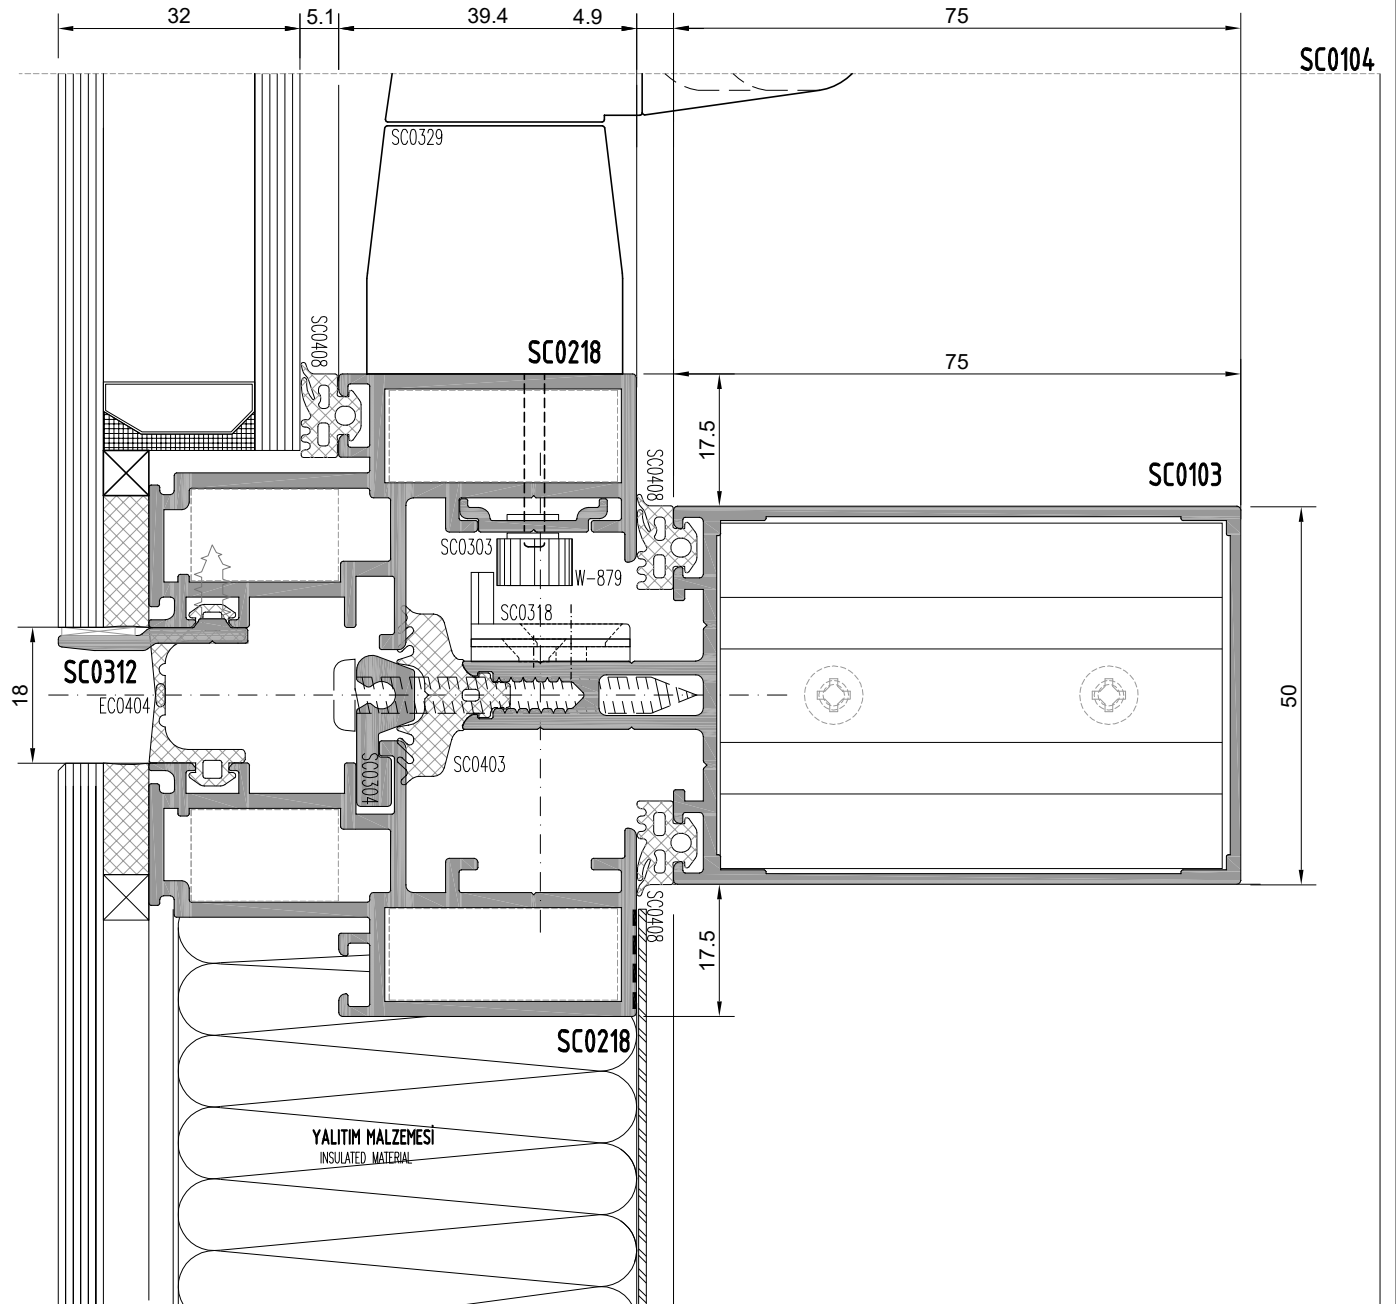 32 5.1 39.4 4.9 75
SC0104
SC0329
SC0408
SC0218
75
17.5
SC0408
SC0103
SC0303
W-879
SC0318
SC0312
18
EC0404
50
SC0304
SC0403
SC0408
17.5
SC0218
YALITIM MALZEMESİ
INSULATED MATERIAL